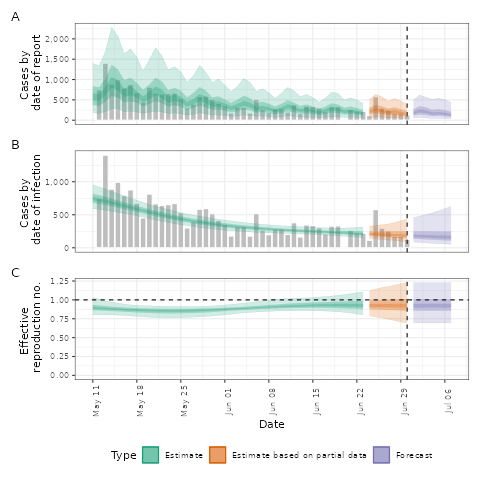 A
Cases by
date of report
2,000
1,500
1,000
500
0
B
Cases by
date of infection
1,000
500
0
C
Effective
reproduction no.
1.25
1.00
0.75
0.50
0.25
0.00
May 11
May 18
May 25
Jun 01
Jun 08
Jun 15
Jun 22
Jun 29
Jul 06
Date
Type
Estimate
Estimate based on partial data
Forecast